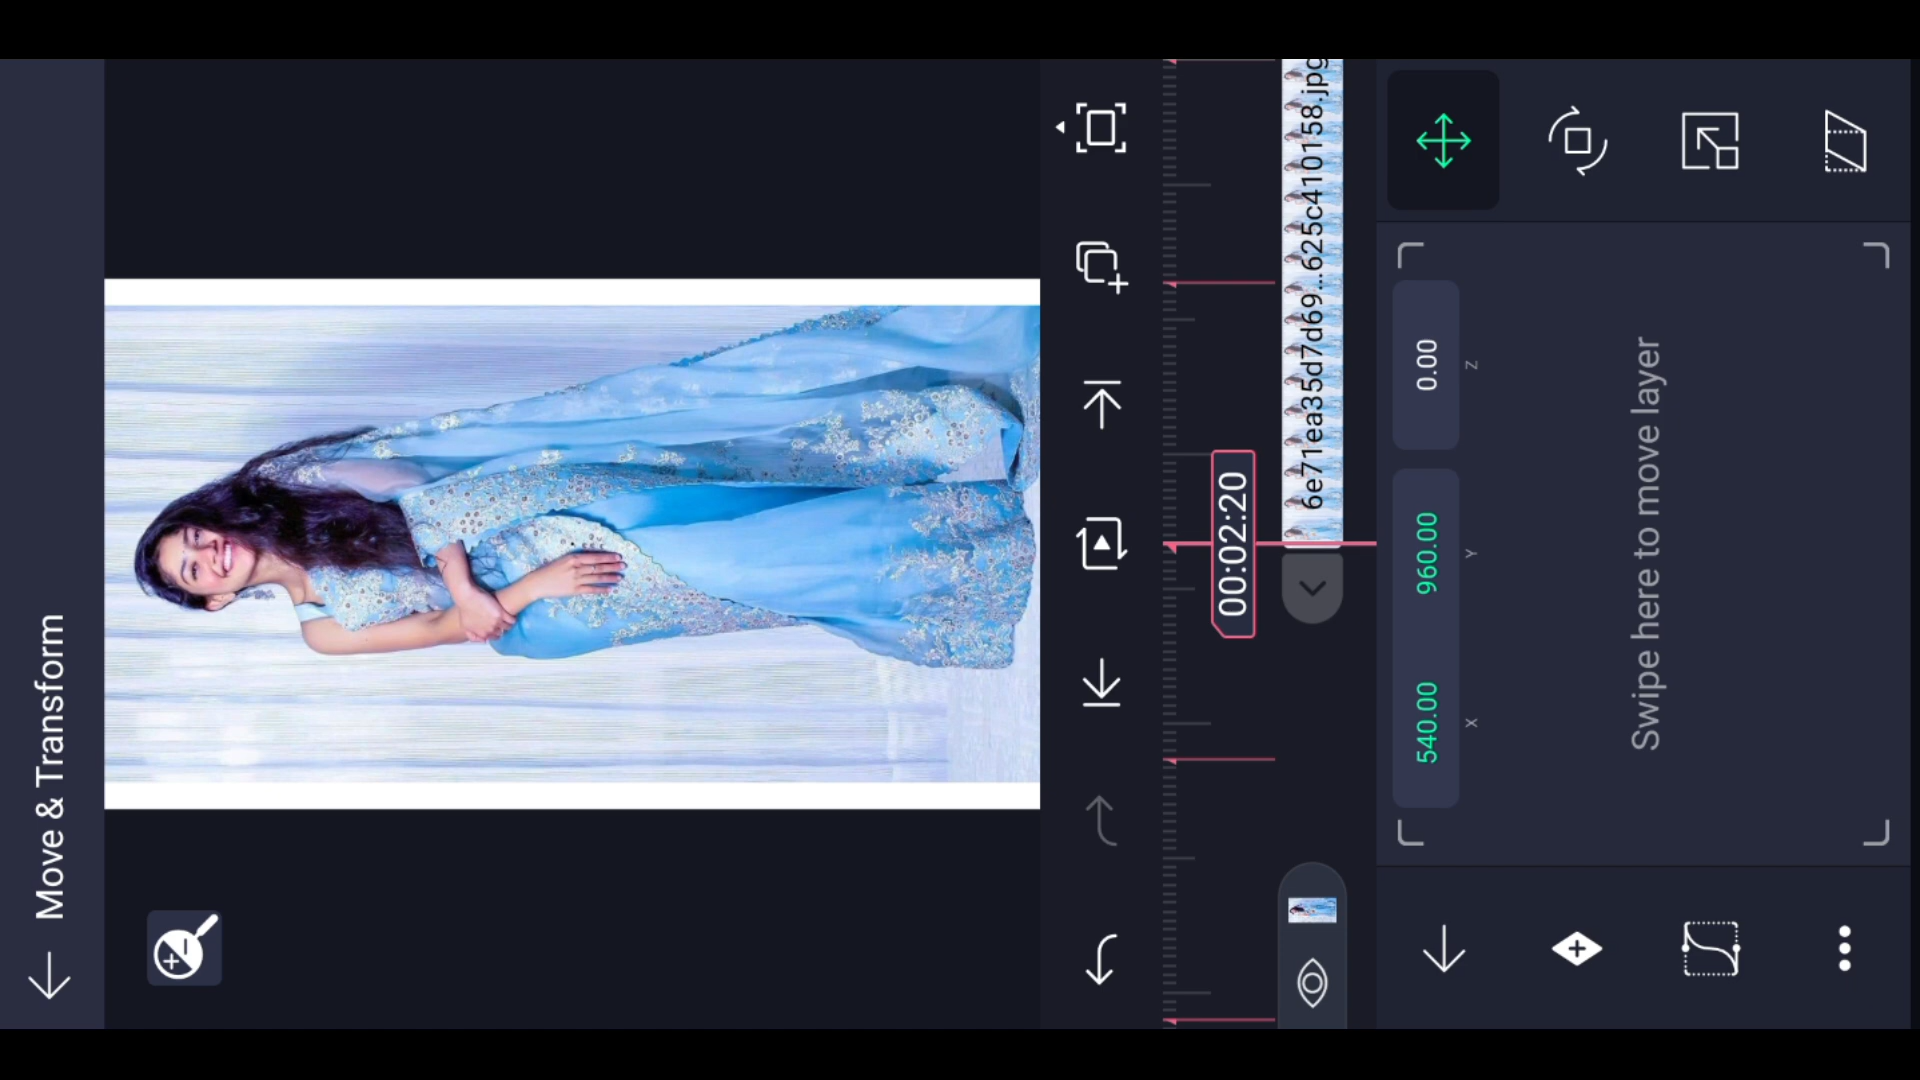 Move & Transform
00:02:20
6e71ea35d7d69...625c410158.jpg
540.00
X
960.00
Y
0.00
Z
Swipe here to move layer